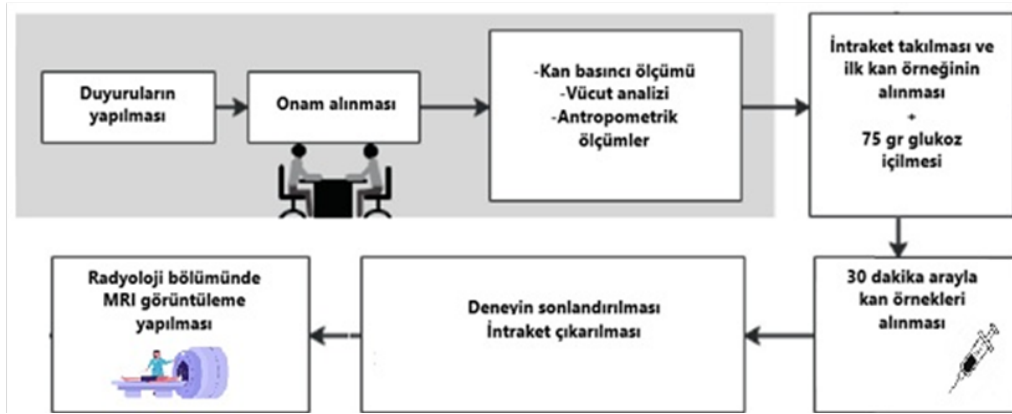 Duyuruların
yapılması
Onam alınması
-Kan basıncı ölçümü
-Vücut analizi
-Antropometrik
ölçümler
İntraket takılması ve
ilk kan örneğinin
alınması
+
75 gr glukoz
içilmesi
30 dakika arayla
kan örnekleri
alınması
Deneyin sonlandırılması
İntraket çıkarılması
Radyoloji bölümünde
MRI görüntüleme
yapılması